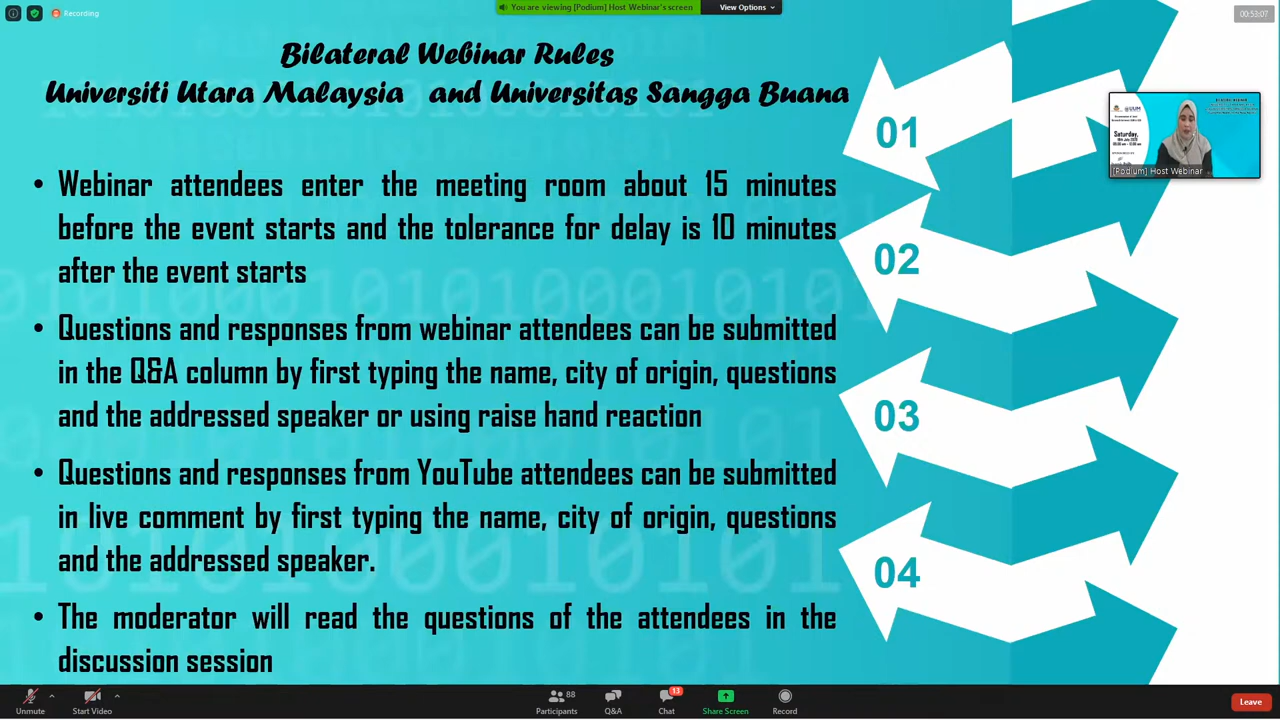 Recording
You are viewing [Podium] Host Webinar's screen
View Options
00:53:07
Bilateral Webinar Rules
Universiti Utara Malaysia and Universitas Sangga Buana
• Webinar attendees enter the meeting room about 15 minutes
before the event starts and the tolerance for delay is 10 minutes
after the event starts
• Questions and responses from webinar attendees can be submitted
in the Q&A column by first typing the name, city of origin, questions
and the addressed speaker or using raise hand reaction
• Questions and responses from YouTube attendees can be submitted
in live comment by first typing the name, city of origin, questions
and the addressed speaker.
• The moderator will read the questions of the attendees in the
discussion session
01
02
03
04
UUM
Saturday,
[Podium] Host Webinar
Unmute
Start Video
88
Participants
Q&A
13
Chat
Share Screen
Record
Leave